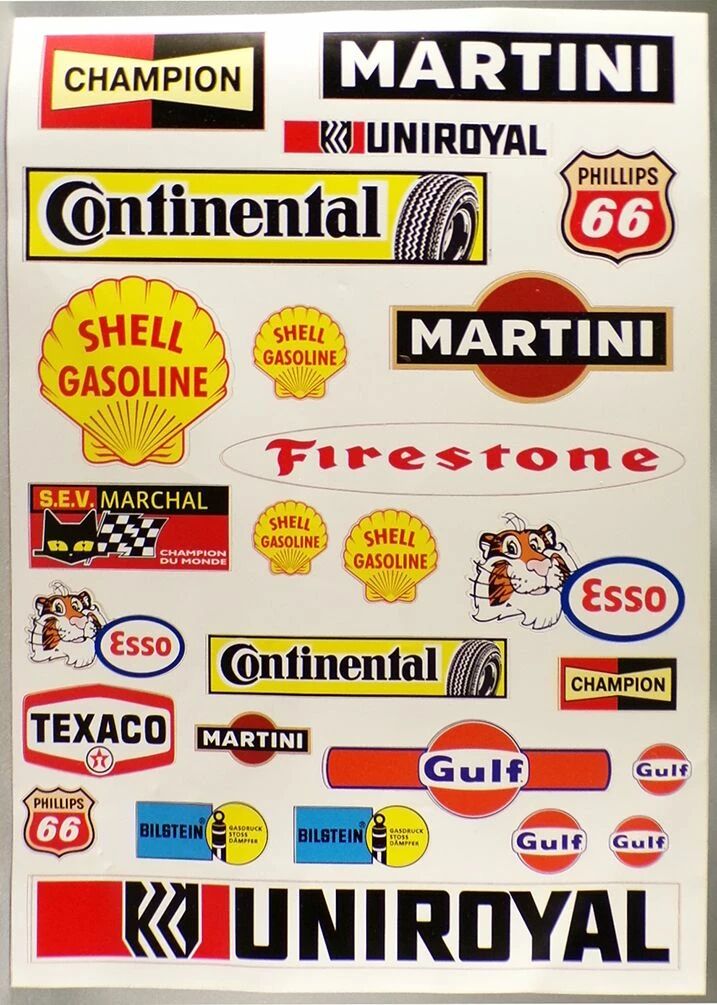 CHAMPION
MARTINI
UNIROYAL
Continental
PHILLIPS
66
SHELL
GASOLINE
SHELL
GASOLINE
MARTINI
Firestone
S.E.V. MARCHAL
CHAMPION
DU MONDE
SHELL
GASOLINE
SHELL
GASOLINE
Esso
Esso
Continental
CHAMPION
TEXACO
T
MARTINI
Gulf
Gulf
PHILLIPS
66
BILSTEIN®
GASDRUCK
STOSS
DÄMPFER
BILSTEIN®
GASDRUCK
STOSS
DÄMPFER
Gulf
Gulf
UNIROYAL